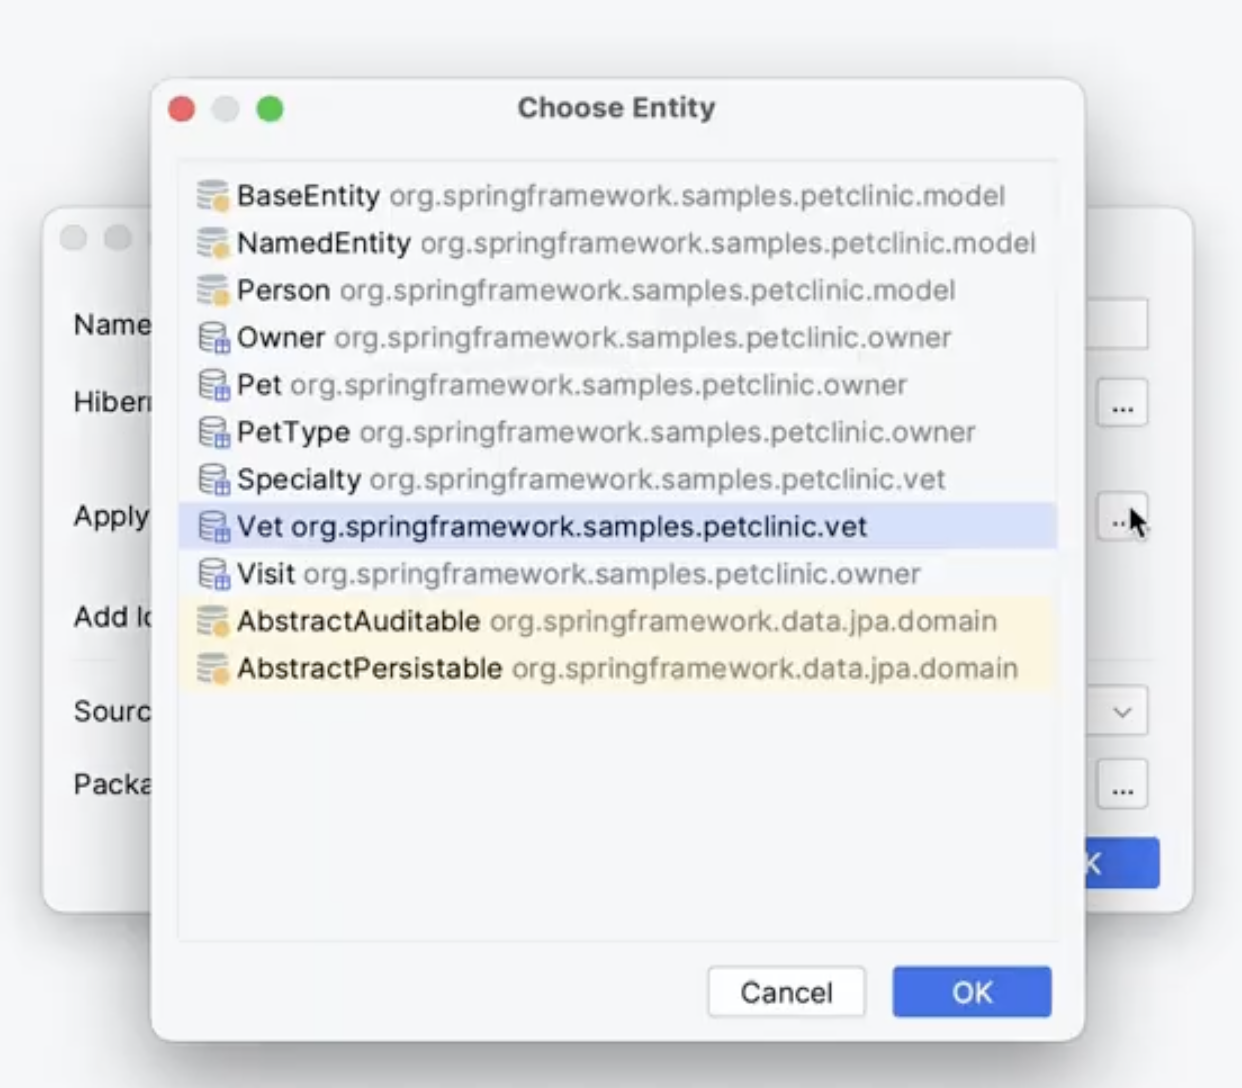 Choose Entity
BaseEntity org.springframework.samples.petclinic.model
NamedEntity org.springframework.samples.petclinic.model
Person org.springframework.samples.petclinic.model
Name
Owner org.springframework.samples.petclinic.owner
Pet org.springframework.samples.petclinic.owner
...
PetType org.springframework.samples.petclinic.owner
Specialty org.springframework.samples.petclinic.vet
Apply
Vet org.springframework.samples.petclinic.vet
Visit org.springframework.samples.petclinic.owner
Add
AbstractAuditable org.springframework.data.jpa.domain
AbstractPersistable org.springframework.data.jpa.domain
...
Cancel
OK